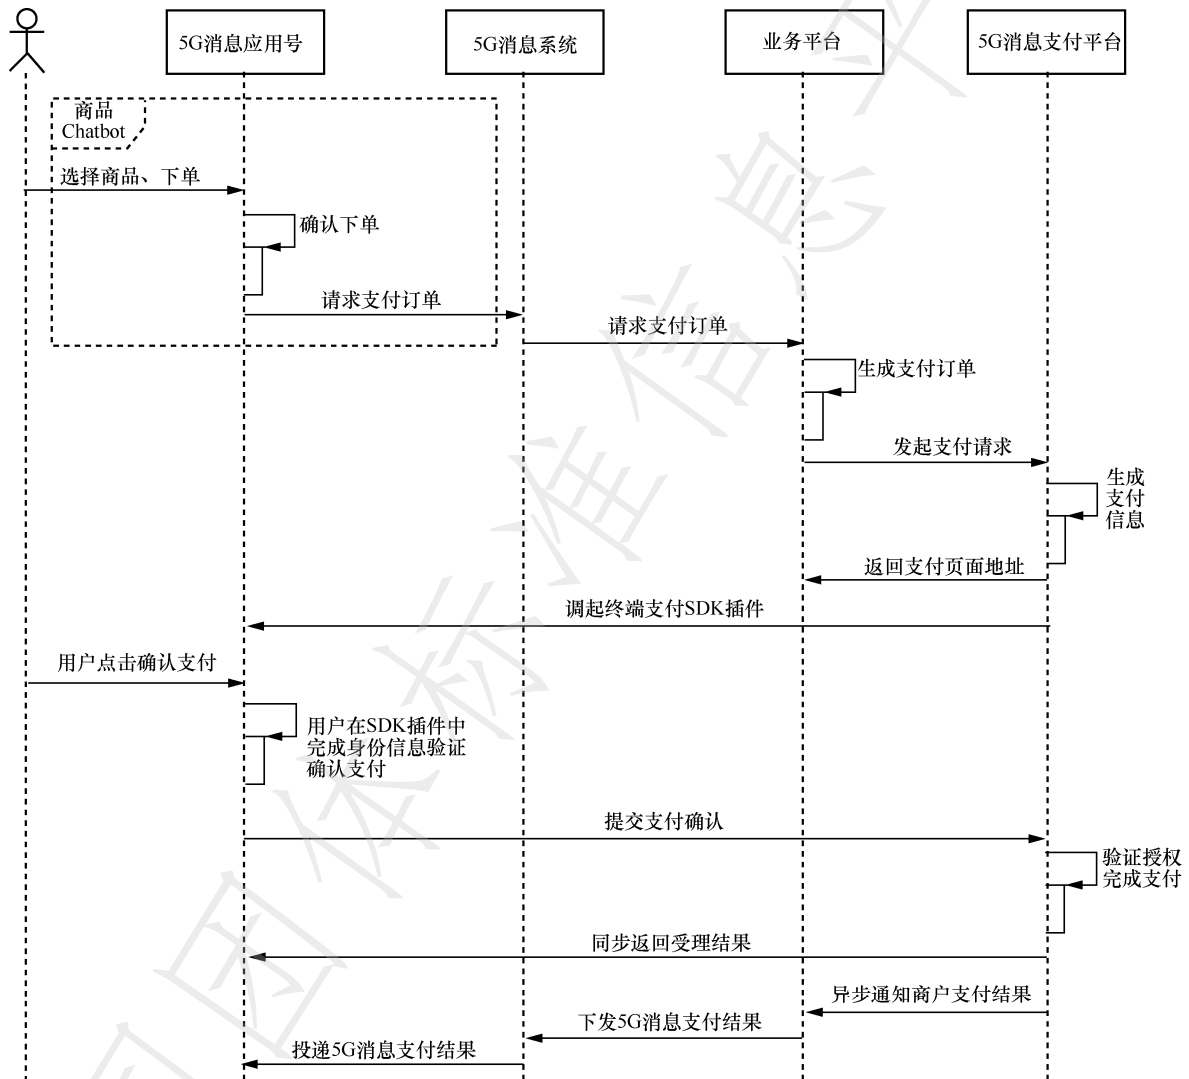 5G消息应用号
5G消息系统
业务平台
5G消息支付平台
商品
Chatbot
选择商品、下单
确认下单
请求支付订单
请求支付订单
生成支付订单
发起支付请求
生成
支付
信息
返回支付页面地址
调起终端支付SDK插件
用户点击确认支付
用户在SDK插件中
完成身份信息验证
确认支付
提交支付确认
验证授权
完成支付
同步返回受理结果
异步通知商户支付结果
下发5G消息支付结果
投递5G消息支付结果
团体标准信息平